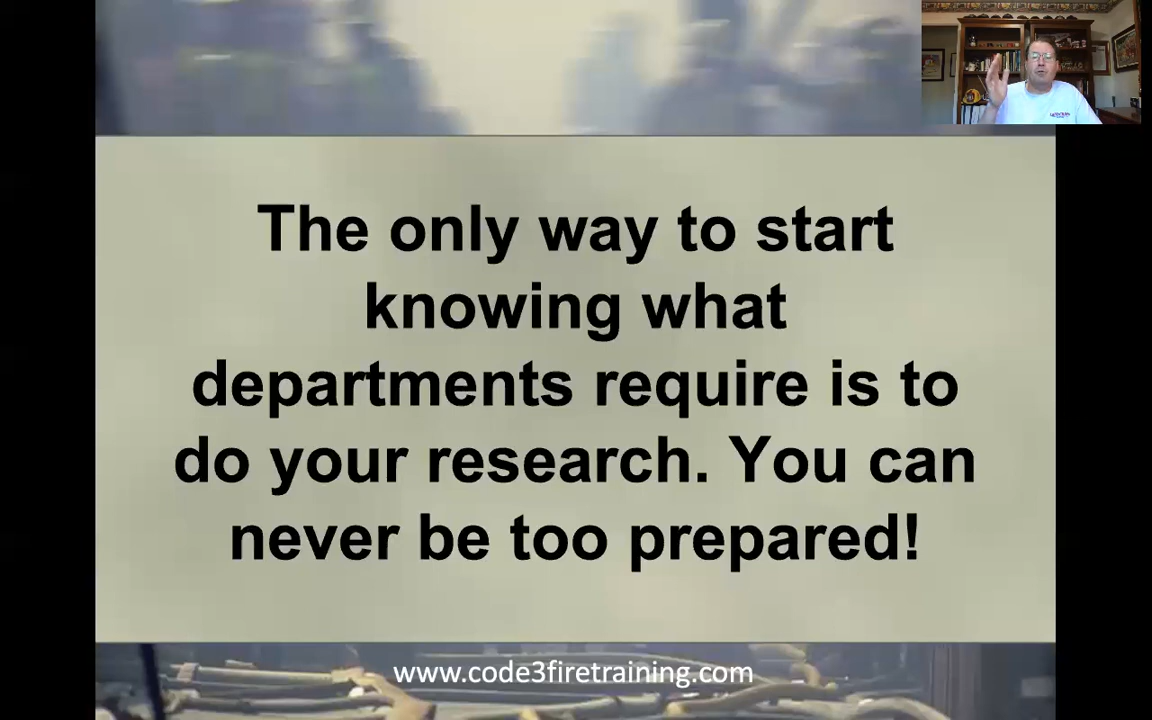 The only way to start
knowing what
departments require is to
do your research. You can
never be too prepared!
www.code3firetraining.com